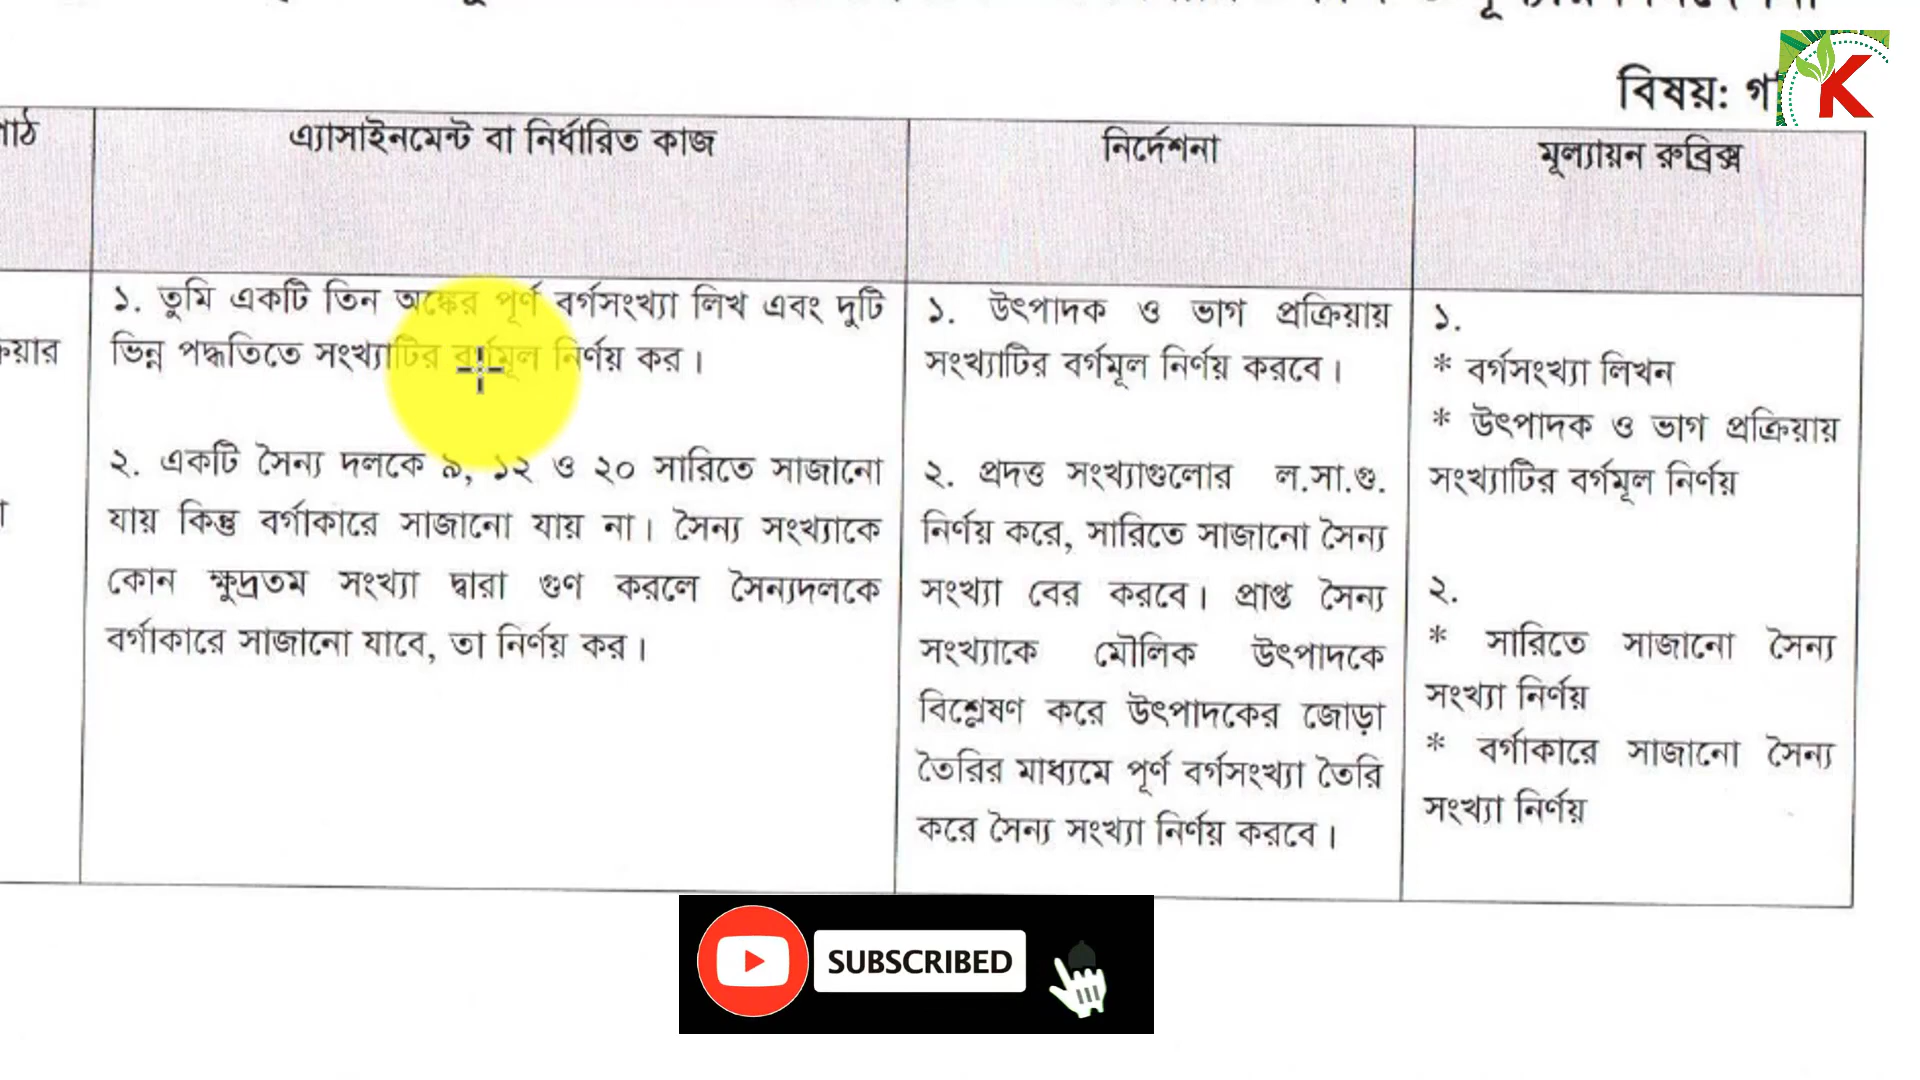 বিষয়:
K
এ্যাসাইনমেন্ট বা নির্ধারিত কাজ
নির্দেশনা
মূল্যায়ন রুব্রিক্স
১. তুমি একটি তিন অঙ্কের পূর্ণ বর্গসংখ্যা লিখ এবং দুটি
ভিন্ন পদ্ধতিতে সংখ্যাটির বর্গমূল নির্ণয় কর।
২. একটি সৈন্য দলকে ৯, ১২ ও ২০ সারিতে সাজানো
যায় কিন্তু বর্গাকারে সাজানো যায় না। সৈন্য সংখ্যাকে
কোন ক্ষুদ্রতম সংখ্যা দ্বারা গুণ করলে সৈন্যদলকে
বর্গাকারে সাজানো যাবে, তা নির্ণয় কর।
১. উৎপাদক ও ভাগ প্রক্রিয়ায়
সংখ্যাটির বর্গমূল নির্ণয় করবে।
২. প্রদত্ত সংখ্যাগুলোর ল.সা.গু.
নির্ণয় করে, সারিতে সাজানো সৈন্য
সংখ্যা বের করবে। প্রাপ্ত সৈন্য
সংখ্যাকে মৌলিক উৎপাদকে
বিশ্লেষণ করে উৎপাদকের জোড়া
তৈরির মাধ্যমে পূর্ণ বর্গসংখ্যা তৈরি
করে সৈন্য সংখ্যা নির্ণয় করবে।
১.
* বর্গসংখ্যা লিখন
* উৎপাদক ও ভাগ প্রক্রিয়ায়
সংখ্যাটির বর্গমূল নির্ণয়
২.
* সারিতে সাজানো সৈন্য
সংখ্যা নির্ণয়
* বর্গাকারে সাজানো সৈন্য
সংখ্যা নির্ণয়
SUBSCRIBED